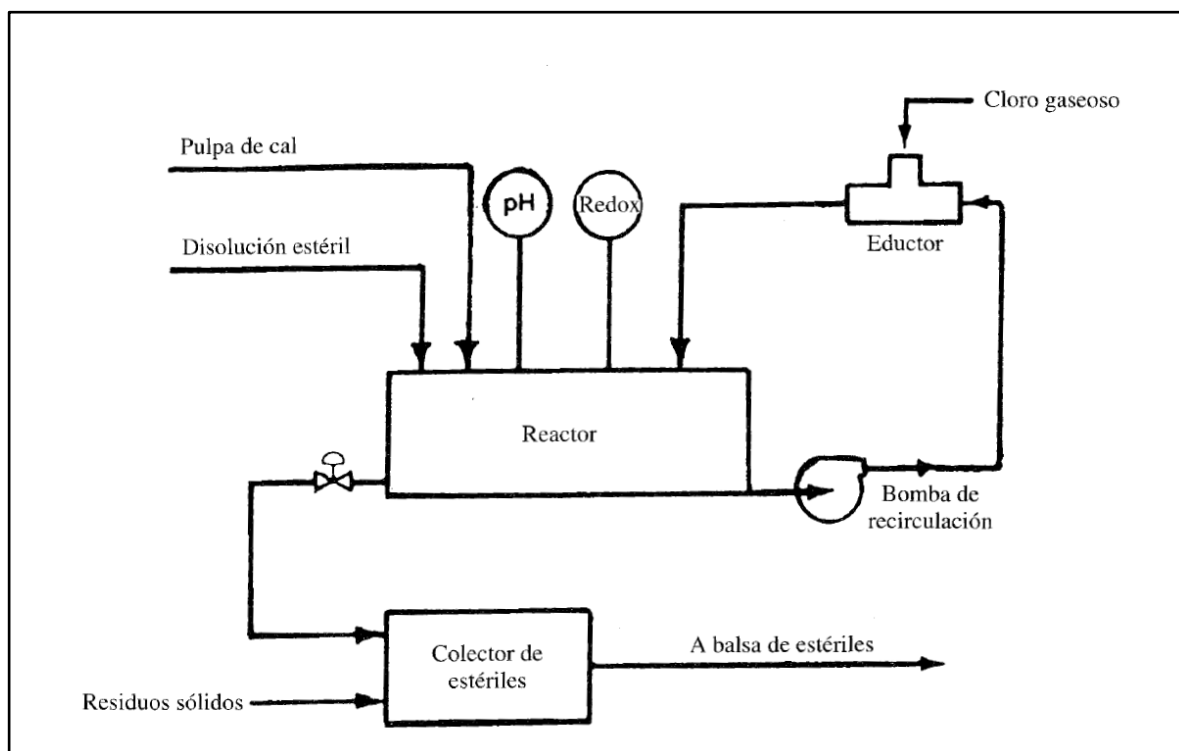 Cloro gaseoso
Pulpa de cal
pH
Redox
Disolución estéril
Eductor
Reactor
Bomba de
recirculación
Colector de
estériles
A balsa de estériles
Residuos sólidos